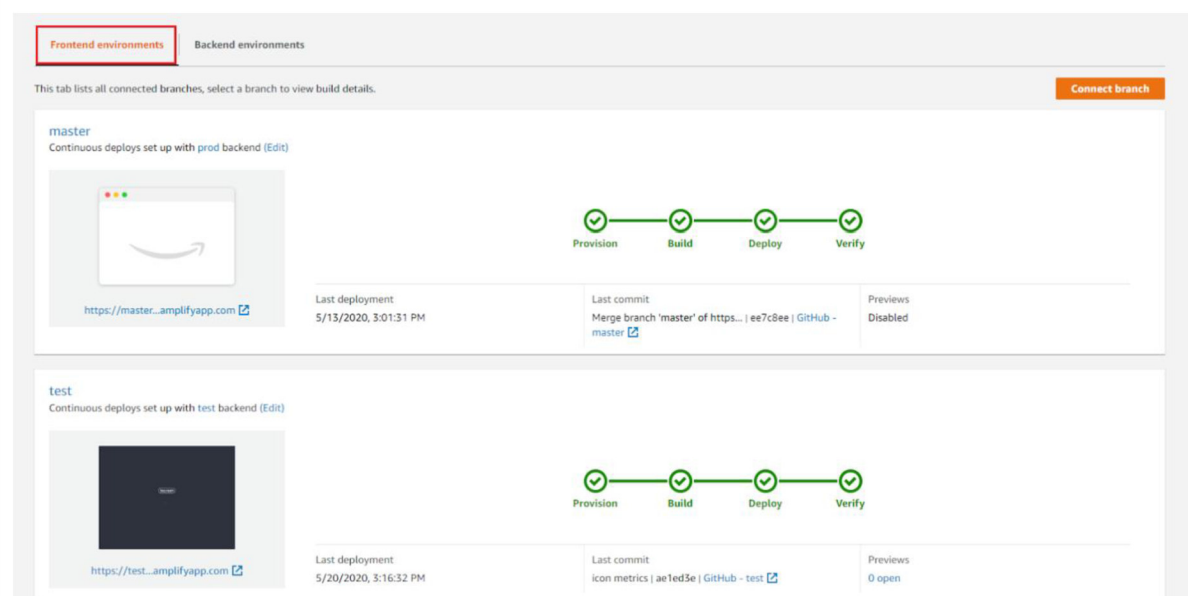 Frontend environments
Backend environments
This tab lists all connected branches, select a branch to view build details.
Connect branch
master
Continuous deploys set up with prod backend (Edit)
Provision
Build
Deploy
Verify
https://master...amplifyapp.com
Last deployment
5/13/2020, 3:01:31 PM
Last commit
Merge branch 'master' of https... | ee7c8ee | GitHub -
master
Previews
Disabled
test
Continuous deploys set up with test backend (Edit)
Provision
Build
Deploy
Verify
https://test...amplifyapp.com
Last deployment
5/20/2020, 3:16:32 PM
Last commit
icon metrics | ae1ed3e | GitHub - test
Previews
0 open